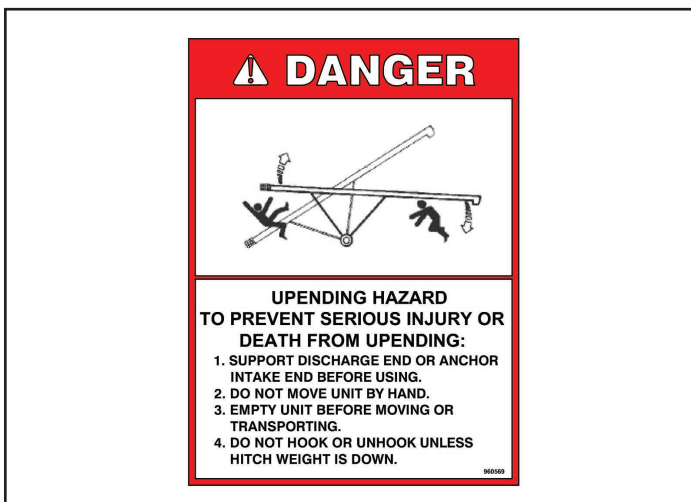 DANGER
UPENDING HAZARD
TO PREVENT SERIOUS INJURY OR
DEATH FROM UPENDING:
1. SUPPORT DISCHARGE END OR ANCHOR
INTAKE END BEFORE USING.
2. DO NOT MOVE UNIT BY HAND.
3. EMPTY UNIT BEFORE MOVING OR
TRANSPORTING.
4. DO NOT HOOK OR UNHOOK UNLESS
HITCH WEIGHT IS DOWN.
960569